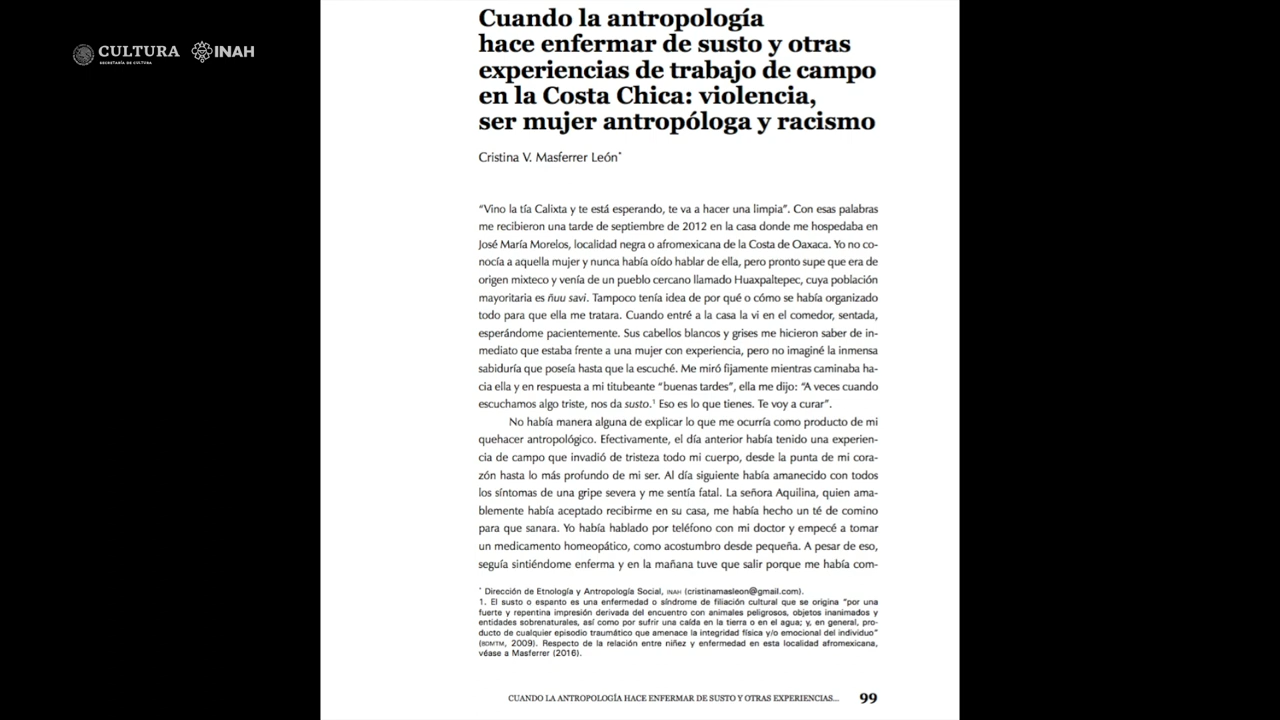 CULTURA
SECRETARÍA DE CULTURA
INAH
Cuando la antropología
hace enfermar de susto y otras
experiencias de trabajo de campo
en la Costa Chica: violencia,
ser mujer antropóloga y racismo
Cristina V. Masferrer León*
“Vino la tía Calixta y te está esperando, te va a hacer una limpia”. Con esas palabras
me recibieron una tarde de septiembre de 2012 en la casa donde me hospedaba en
José María Morelos, localidad negra o afromexicana de la Costa de Oaxaca. Yo no co-
nocía a aquella mujer y nunca había oído hablar de ella, pero pronto supe que era de
origen mixteco y venía de un pueblo cercano llamado Huaxpaltepec, cuya población
mayoritaria es ñuu savi. Tampoco tenía idea de por qué o cómo se había organizado
todo para que ella me tratara. Cuando entré a la casa la vi en el comedor, sentada,
esperándome pacientemente. Sus cabellos blancos y grises me hicieron saber de in-
mediato que estaba frente a una mujer con experiencia, pero no imaginé la inmensa
sabiduría que poseía hasta que la escuché. Me miró fijamente mientras caminaba ha-
cia ella y en respuesta a mi titubeante “buenas tardes”, ella me dijo: “A veces cuando
escuchamos algo triste, nos da susto.¹ Eso es lo que tienes. Te voy a curar”.
No había manera alguna de explicar lo que me ocurría como producto de mi
quehacer antropológico. Efectivamente, el día anterior había tenido una experien-
cia de campo que invadió de tristeza todo mi cuerpo, desde la punta de mi cora-
zón hasta lo más profundo de mi ser. Al día siguiente había amanecido con todos
los síntomas de una gripe severa y me sentía fatal. La señora Aquilina, quien ama-
blemente había aceptado recibirme en su casa, me había hecho un té de comino
para que sanara. Yo había hablado por teléfono con mi doctor y empecé a tomar
un medicamento homeopático, como acostumbro desde pequeña. A pesar de eso,
seguía sintiéndome enferma y en la mañana tuve que salir porque me había com-
* Dirección de Etnología y Antropología Social, INAH (cristinamasleon@gmail.com).
1. El susto o espanto es una enfermedad o síndrome de filiación cultural que se origina “por una
fuerte y repentina impresión derivada del encuentro con animales peligrosos, objetos inanimados y
entidades sobrenaturales, así como por sufrir una caída en la tierra o en el agua; y, en general, pro-
ducto de cualquier episodio traumático que amenace la integridad física y/o emocional del individuo”
(BDMTM, 2009). Respecto de la relación entre niñez y enfermedad en esta localidad afromexicana,
véase a Masferrer (2016).
CUANDO LA ANTROPOLOGÍA HACE ENFERMAR DE SUSTO Y OTRAS EXPERIENCIAS... 99